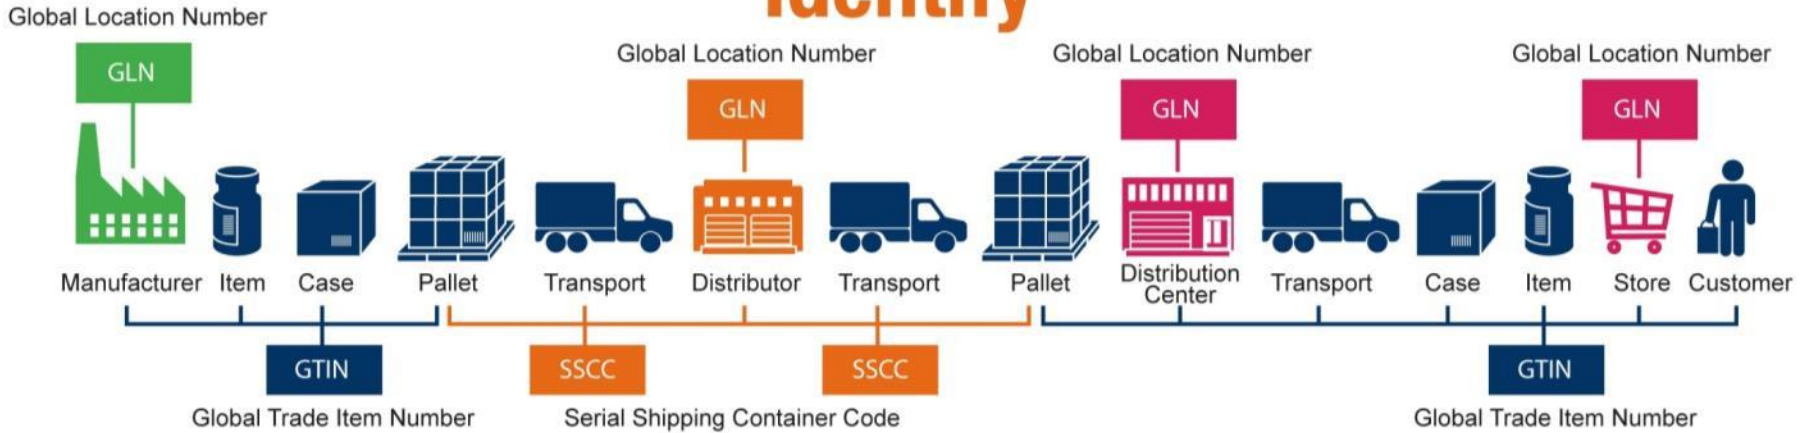 Identify
Global Location Number
GLN
Global Location Number
GLN
Global Location Number
GLN
Global Location Number
GLN
Manufacturer
Item
Case
Pallet
Transport
Distributor
Transport
Pallet
Distribution
Center
Transport
Case
Item
Store
Customer
GTIN
Global Trade Item Number
SSCC
SSCC
Serial Shipping Container Code
GTIN
Global Trade Item Number